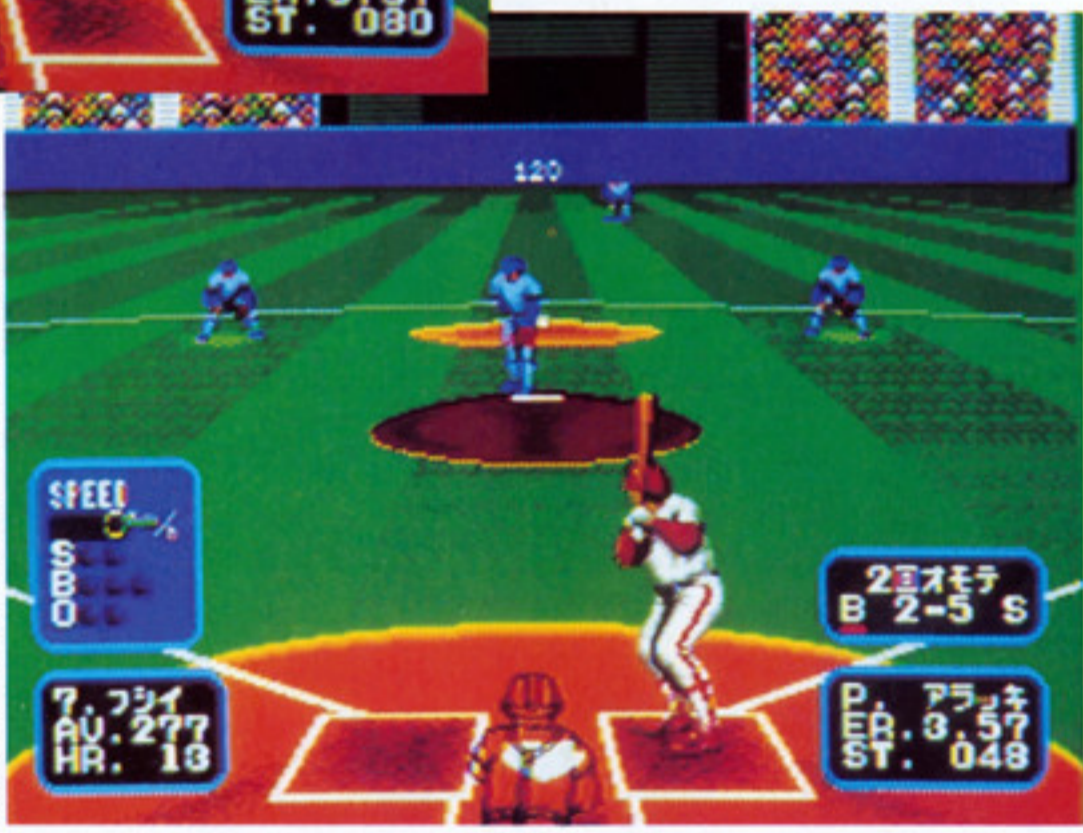 ST. 080
120
SPEED
S
B
O
7.フジイ
AV.277
HR. 13
2回オモテ
B 2-5 S
P. アラッキ
ER.3.57
ST. 048